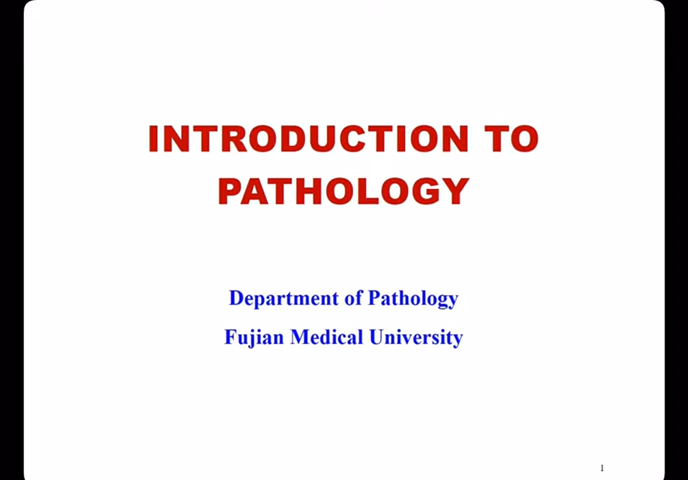 INTRODUCTION TO
PATHOLOGY
Department of Pathology
Fujian Medical University
1